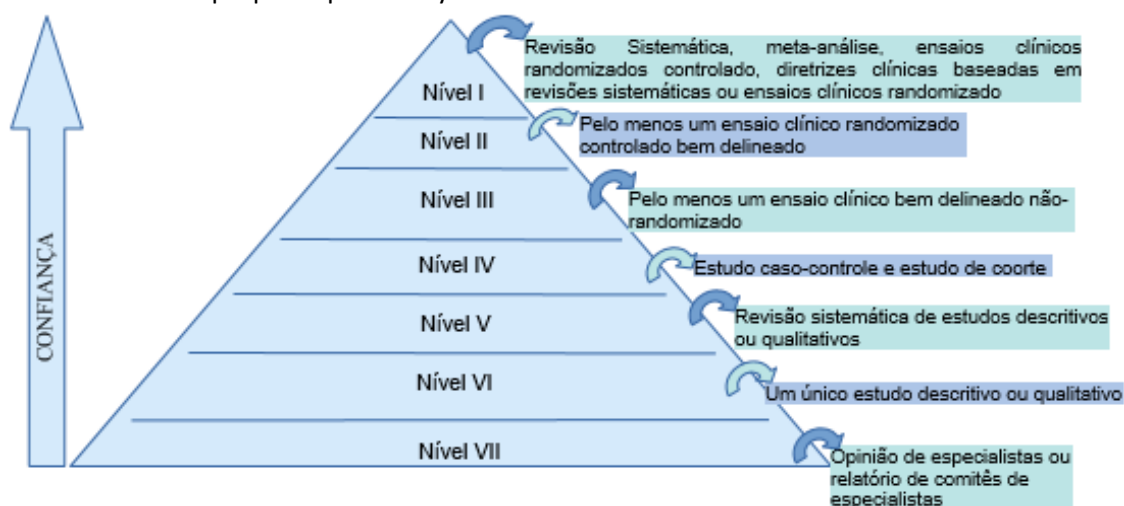 Revisão Sistemática, meta-análise, ensaios clínicos
randomizados controlado, diretrizes clínicas baseadas em
revisões sistemáticas ou ensaios clínicos randomizado
Nível I
Pelo menos um ensaio clínico randomizado
controlado bem delineado
Nível II
Pelo menos um ensaio clínico bem delineado não-
randomizado
Nível III
Estudo caso-controle e estudo de coorte
Nível IV
Revisão sistemática de estudos descritivos
ou qualitativos
Nível V
Um único estudo descritivo ou qualitativo
Nível VI
Opinião de especialistas ou
relatório de comitês de
especialistas
Nível VII
CONFIANÇA